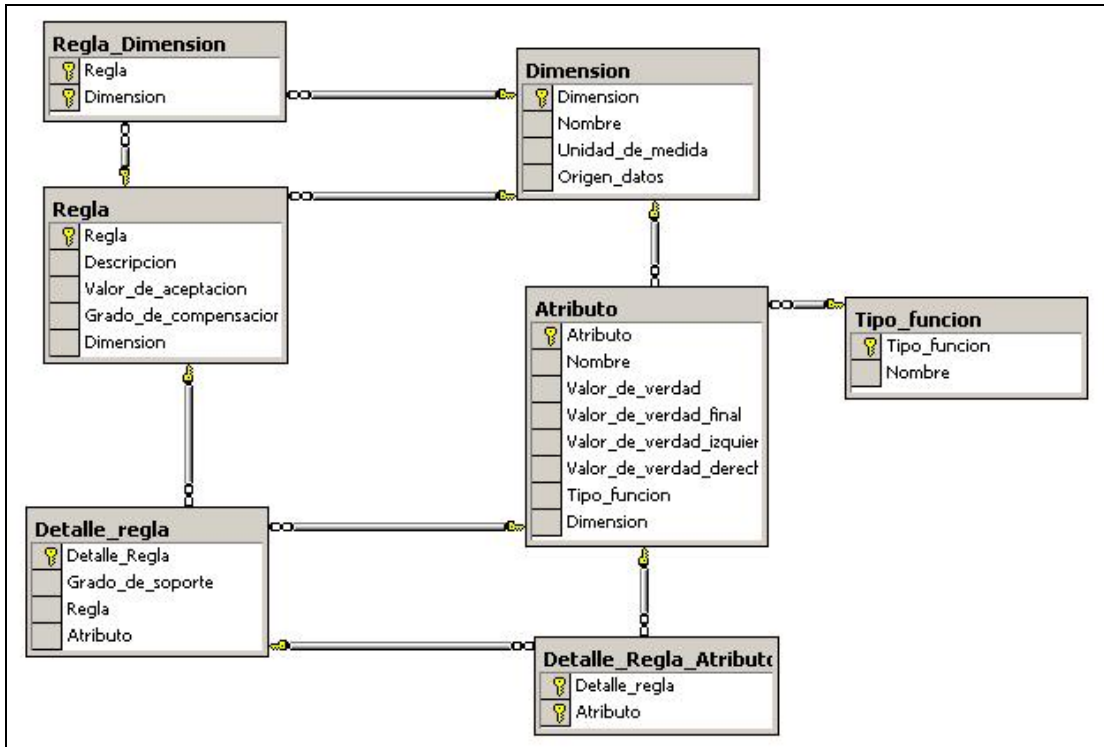 Regla_Dimension
Regla
Dimension
Dimension
Dimension
Nombre
Unidad_de_medida
Origen_datos
Regla
Regla
Descripcion
Valor_de_aceptacion
Grado_de_compensacion
Dimension
Atributo
Atributo
Nombre
Valor_de_verdad
Valor_de_verdad_final
Valor_de_verdad_izquier
Valor_de_verdad_derech
Tipo_funcion
Dimension
Tipo_funcion
Tipo_funcion
Nombre
Detalle_regla
Detalle_Regla
Grado_de_soporte
Regla
Atributo
Detalle_Regla_Atributo
Detalle_regla
Atributo